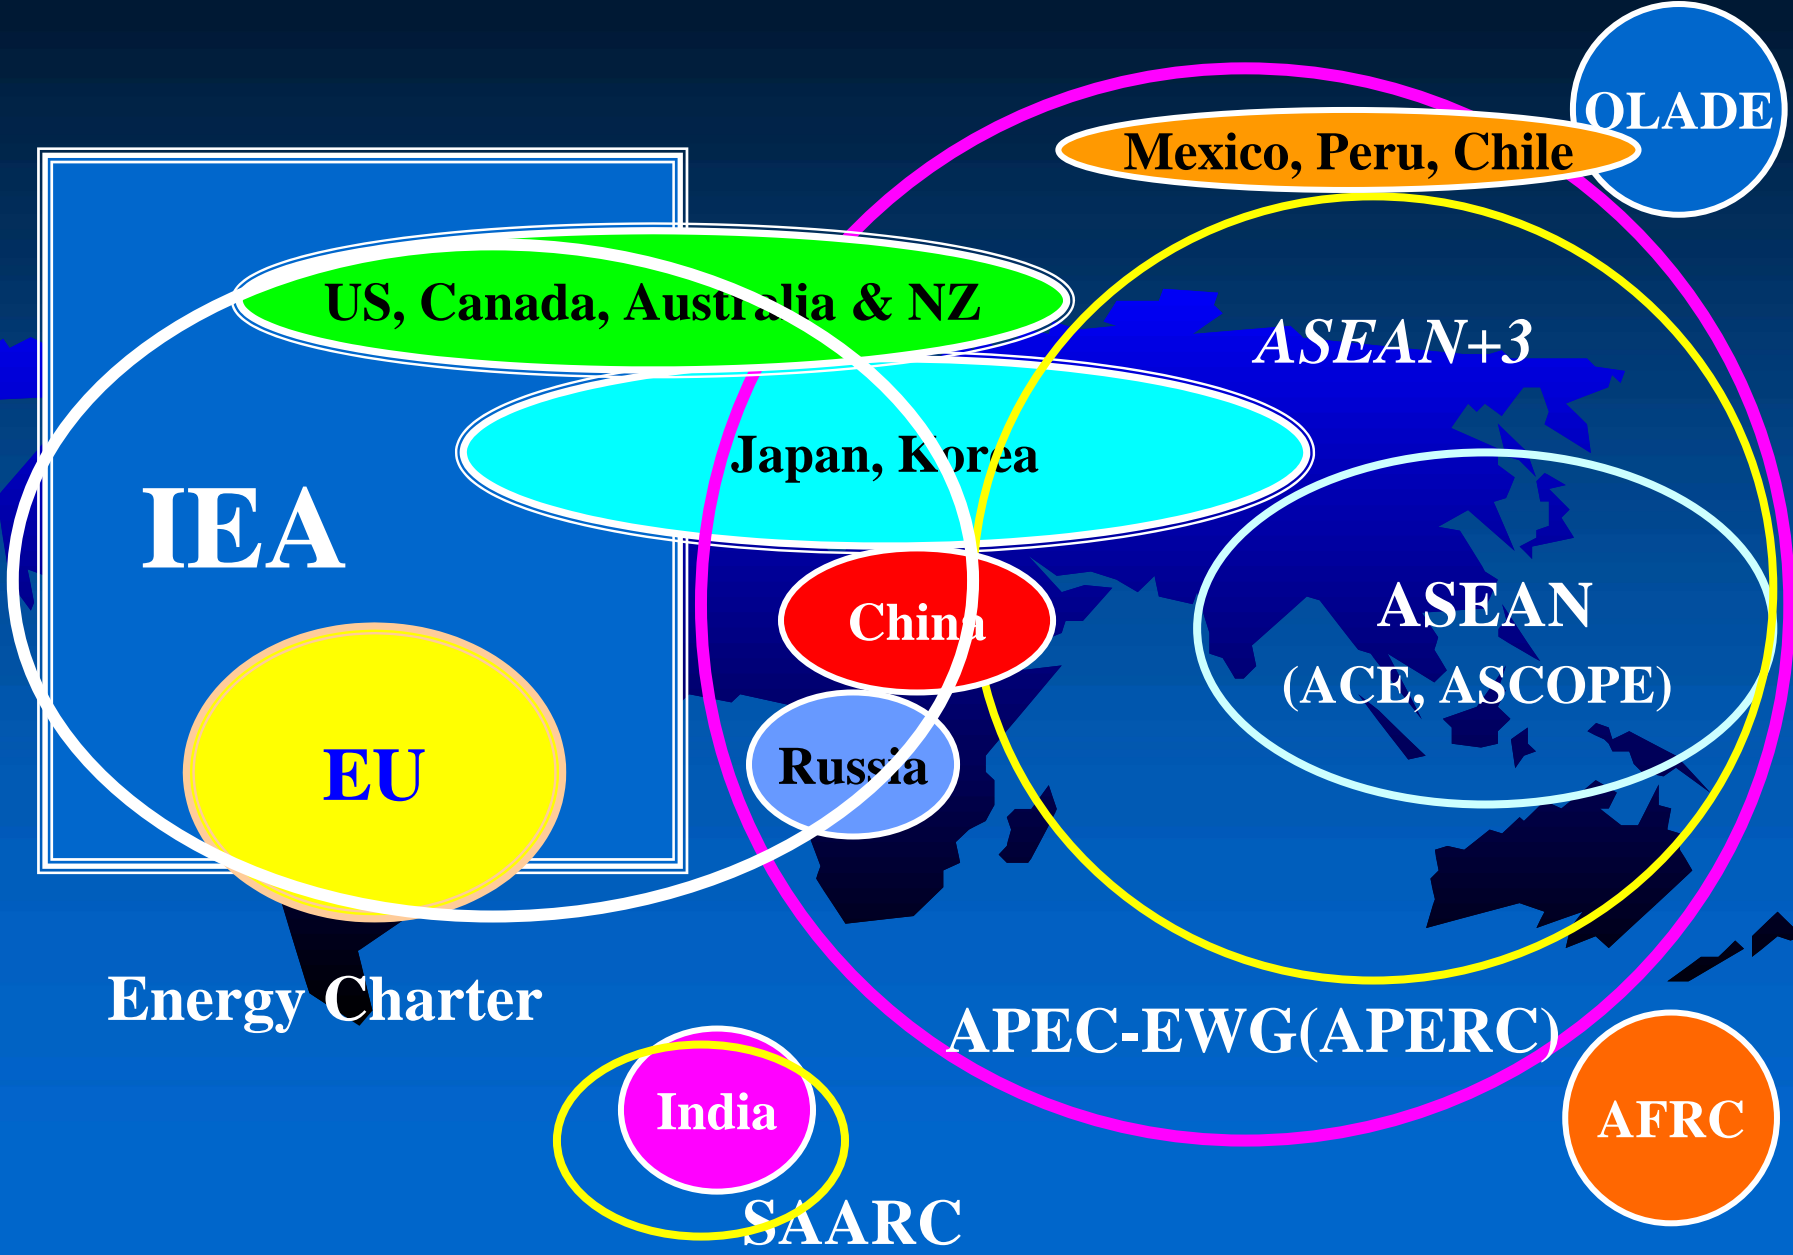 OLADE
Mexico, Peru, Chile
US, Canada, Australia & NZ
ASEAN+3
Japan, Korea
IEA
ASEAN
(ACE, ASCOPE)
China
EU
Russia
Energy Charter
APEC-EWG(APERC)
India
AFRC
SAARC